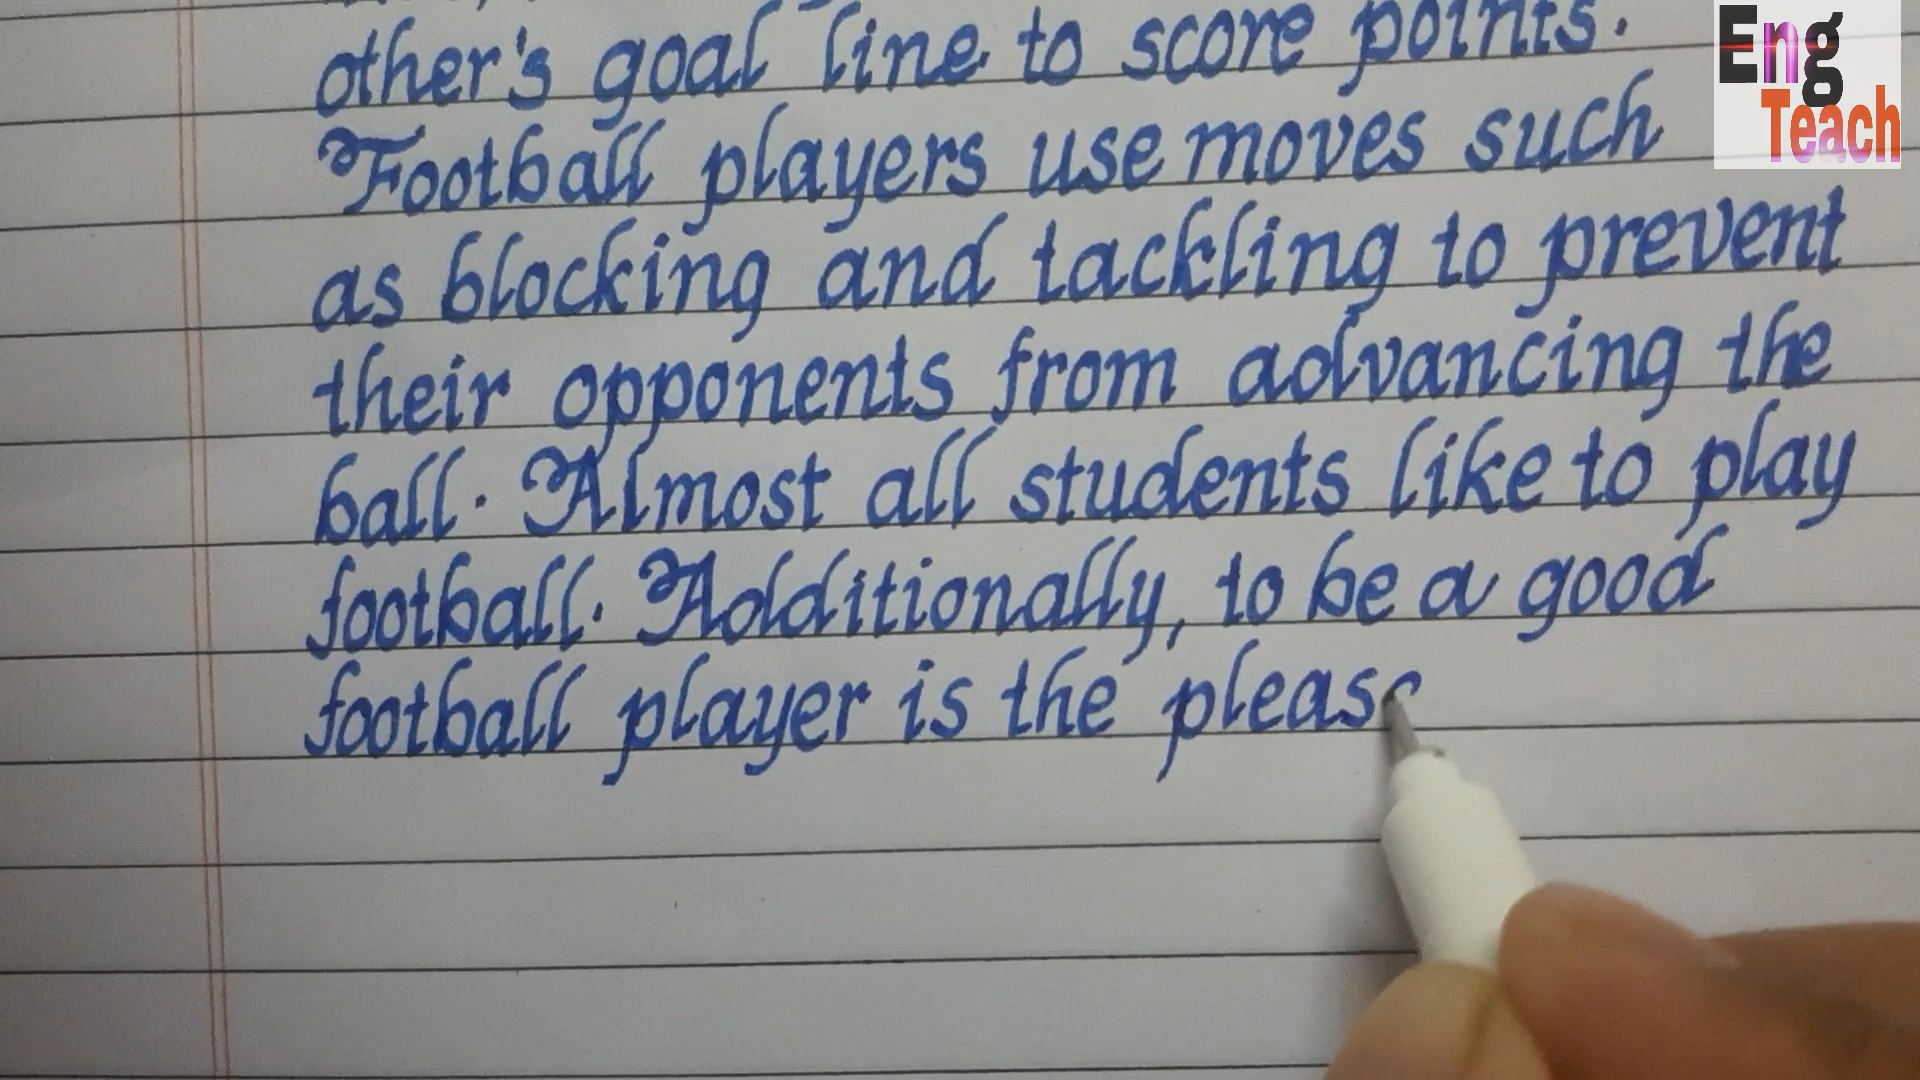 other's goal line to score points.
Football players use moves such
as blocking and tackling to prevent
their opponents from advancing the
ball. Almost all students like to play
football. Additionally, to be a good
football player is the pleas
Eng
Teach